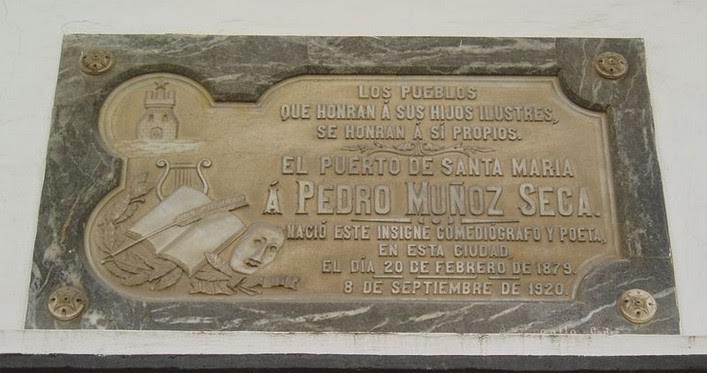 LOS PUEBLOS
QUE HONRAN Á SUS HIJOS ILUSTRES,
SE HONRAN Á SÍ PROPIOS.
EL PUERTO DE SANTA MARIA
Á PEDRO MUÑOZ SECA.
NACIÓ ESTE INSIGNE COMEDIÓGRAFO Y POETA,
EN ESTA CIUDAD
EL DÍA 20 DE FEBRERO DE 1879.
8 DE SEPTIEMBRE DE 1920.